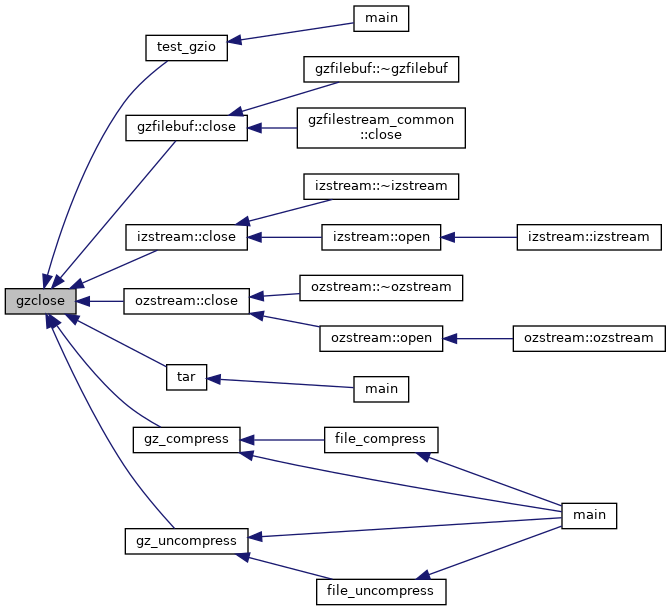 main
test_gzio
gzfilebuf::~gzfilebuf
gzfilebuf::close
gzfilestream_common
::close
izstream::~izstream
izstream::close
izstream::open
izstream::izstream
gzclose
ozstream::close
ozstream::~ozstream
ozstream::open
ozstream::ozstream
tar
main
gz_compress
file_compress
main
gz_uncompress
file_uncompress